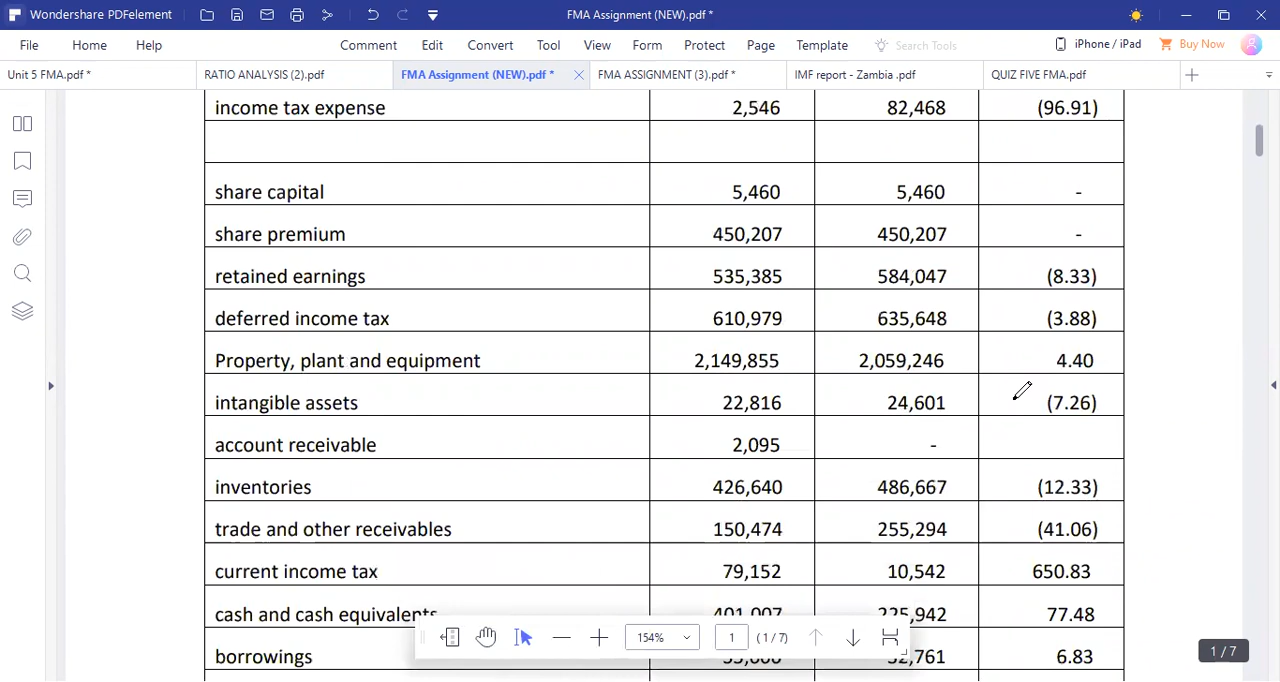 Wondershare PDFelement FMA Assignment (NEW).pdf *
File Home Help Comment Edit Convert Tool View Form Protect Page Template Search Tools iPhone / iPad Buy Now
Unit 5 FMA.pdf * RATIO ANALYSIS (2).pdf FMA Assignment (NEW).pdf * FMA ASSIGNMENT (3).pdf * IMF report - Zambia .pdf QUIZ FIVE FMA.pdf
income tax expense 2,546 82,468 (96.91)
share capital 5,460 5,460 -
share premium 450,207 450,207 -
retained earnings 535,385 584,047 (8.33)
deferred income tax 610,979 635,648 (3.88)
Property, plant and equipment 2,149,855 2,059,246 4.40
intangible assets 22,816 24,601 (7.26)
account receivable 2,095 -
inventories 426,640 486,667 (12.33)
trade and other receivables 150,474 255,294 (41.06)
current income tax 79,152 10,542 650.83
cash and cash equivalents 401,007 225,942 77.48
154% 1 (1 / 7)
borrowings 6.83
1 / 7